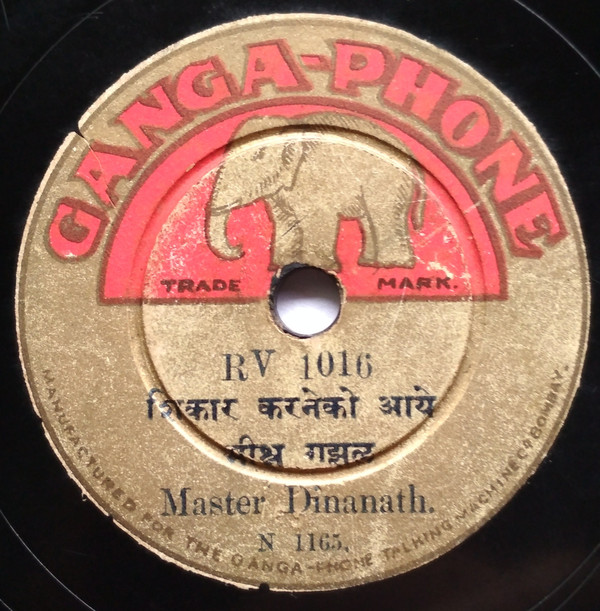 GANGA-PHONE
TRADE MARK.
RV 1016
शिकार करनेको आये
मीश्र गझल
Master Dinanath.
N 1165.
MANUFACTURED FOR THE GANGA-PHONE TALKING MACHINE Co BOMBAY.